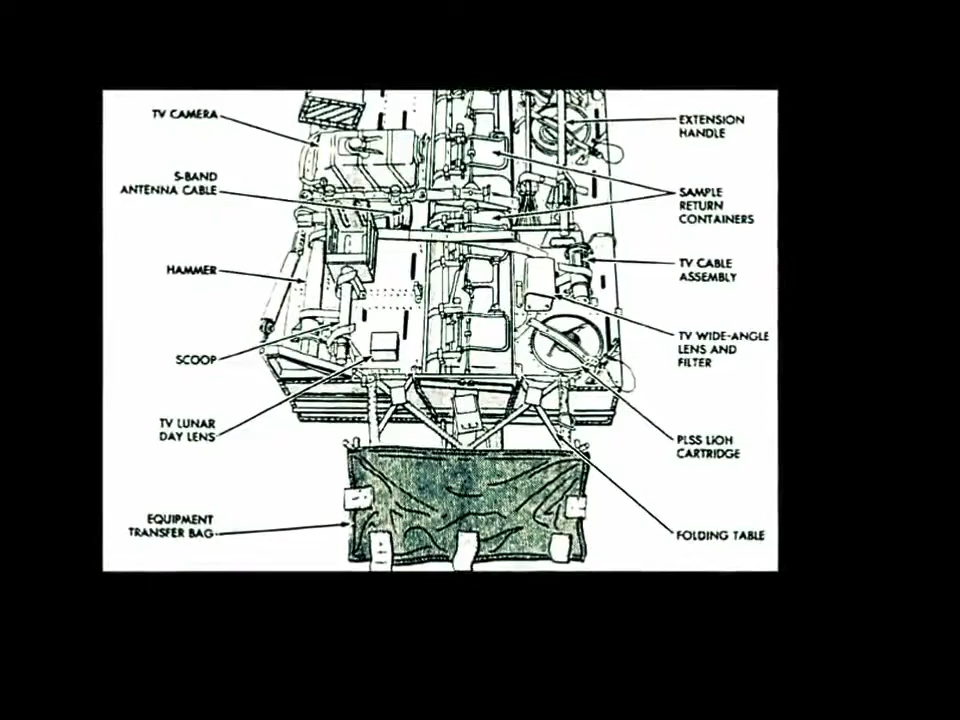 TV CAMERA
S-BAND
ANTENNA CABLE
HAMMER
SCOOP
TV LUNAR
DAY LENS
EQUIPMENT
TRANSFER BAG
EXTENSION
HANDLE
SAMPLE
RETURN
CONTAINERS
TV CABLE
ASSEMBLY
TV WIDE-ANGLE
LENS AND
FILTER
PLSS LiOH
CARTRIDGE
FOLDING TABLE